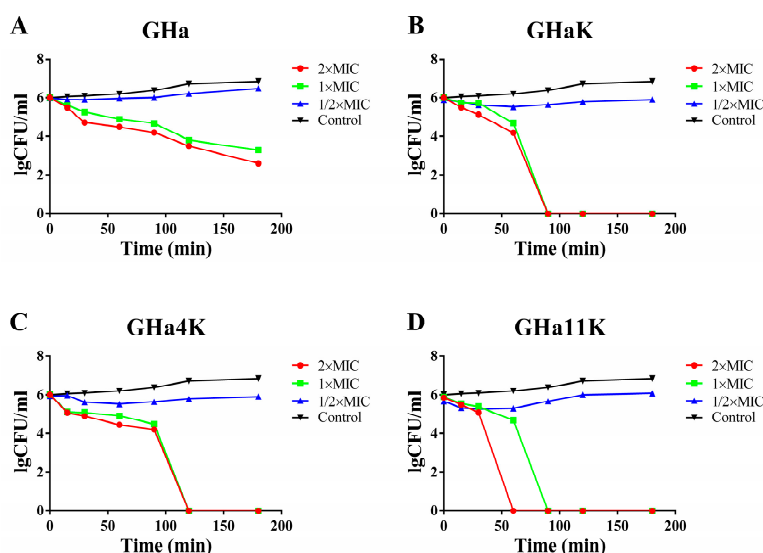 A
GHa
lgCFU/ml
8
6
4
2
0
0 50 100 150 200
Time (min)
2×MIC
1×MIC
1/2×MIC
Control
B
GHaK
lgCFU/ml
8
6
4
2
0
0 50 100 150 200
Time (min)
2×MIC
1×MIC
1/2×MIC
Control
C
GHa4K
lgCFU/ml
8
6
4
2
0
0 50 100 150 200
Time (min)
2×MIC
1×MIC
1/2×MIC
Control
D
GHa11K
lgCFU/ml
8
6
4
2
0
0 50 100 150 200
Time (min)
2×MIC
1×MIC
1/2×MIC
Control